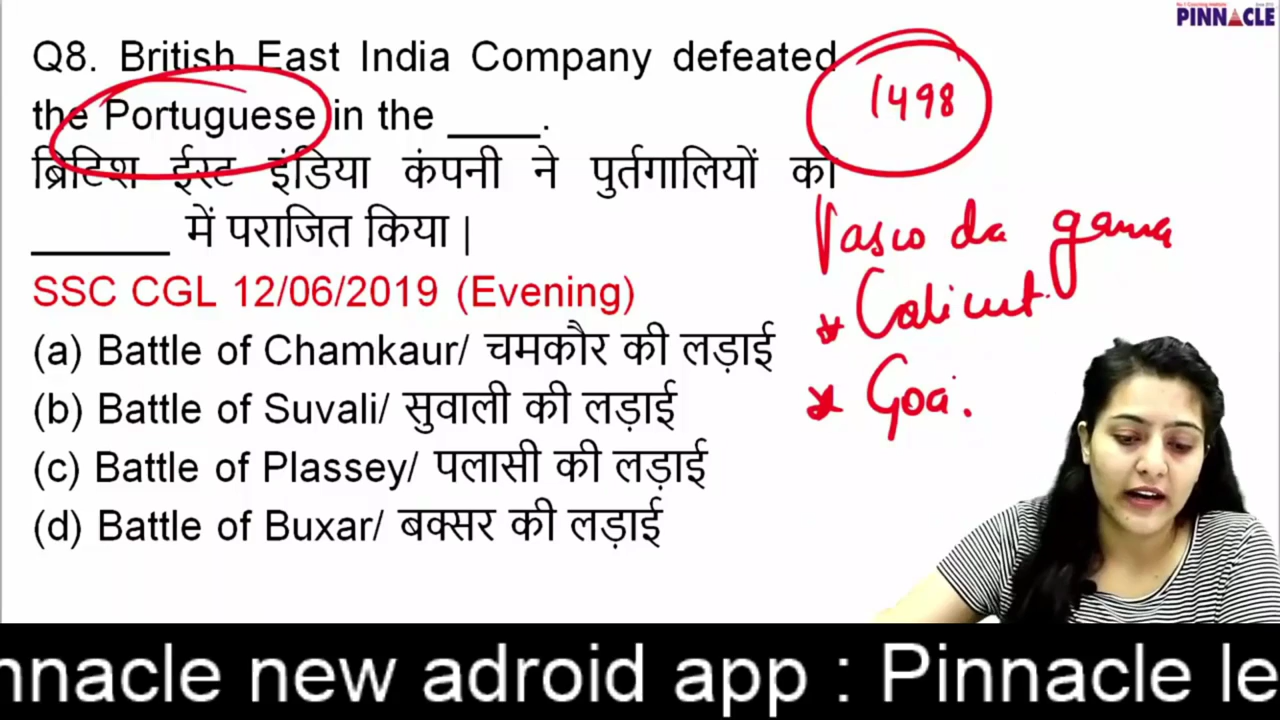 PINNACLE
Q8. British East India Company defeated
the Portuguese in the ____.
ब्रिटिश ईस्ट इंडिया कंपनी ने पुर्तगालियों को
______ में पराजित किया|
SSC CGL 12/06/2019 (Evening)
(a) Battle of Chamkaur/ चमकौर की लड़ाई
(b) Battle of Suvali/ सुवाली की लड़ाई
(c) Battle of Plassey/ पलासी की लड़ाई
(d) Battle of Buxar/ बक्सर की लड़ाई
1498
Vasco da gama
* Calicut.
* Goa.
nnacle new adroid app : Pinnacle le